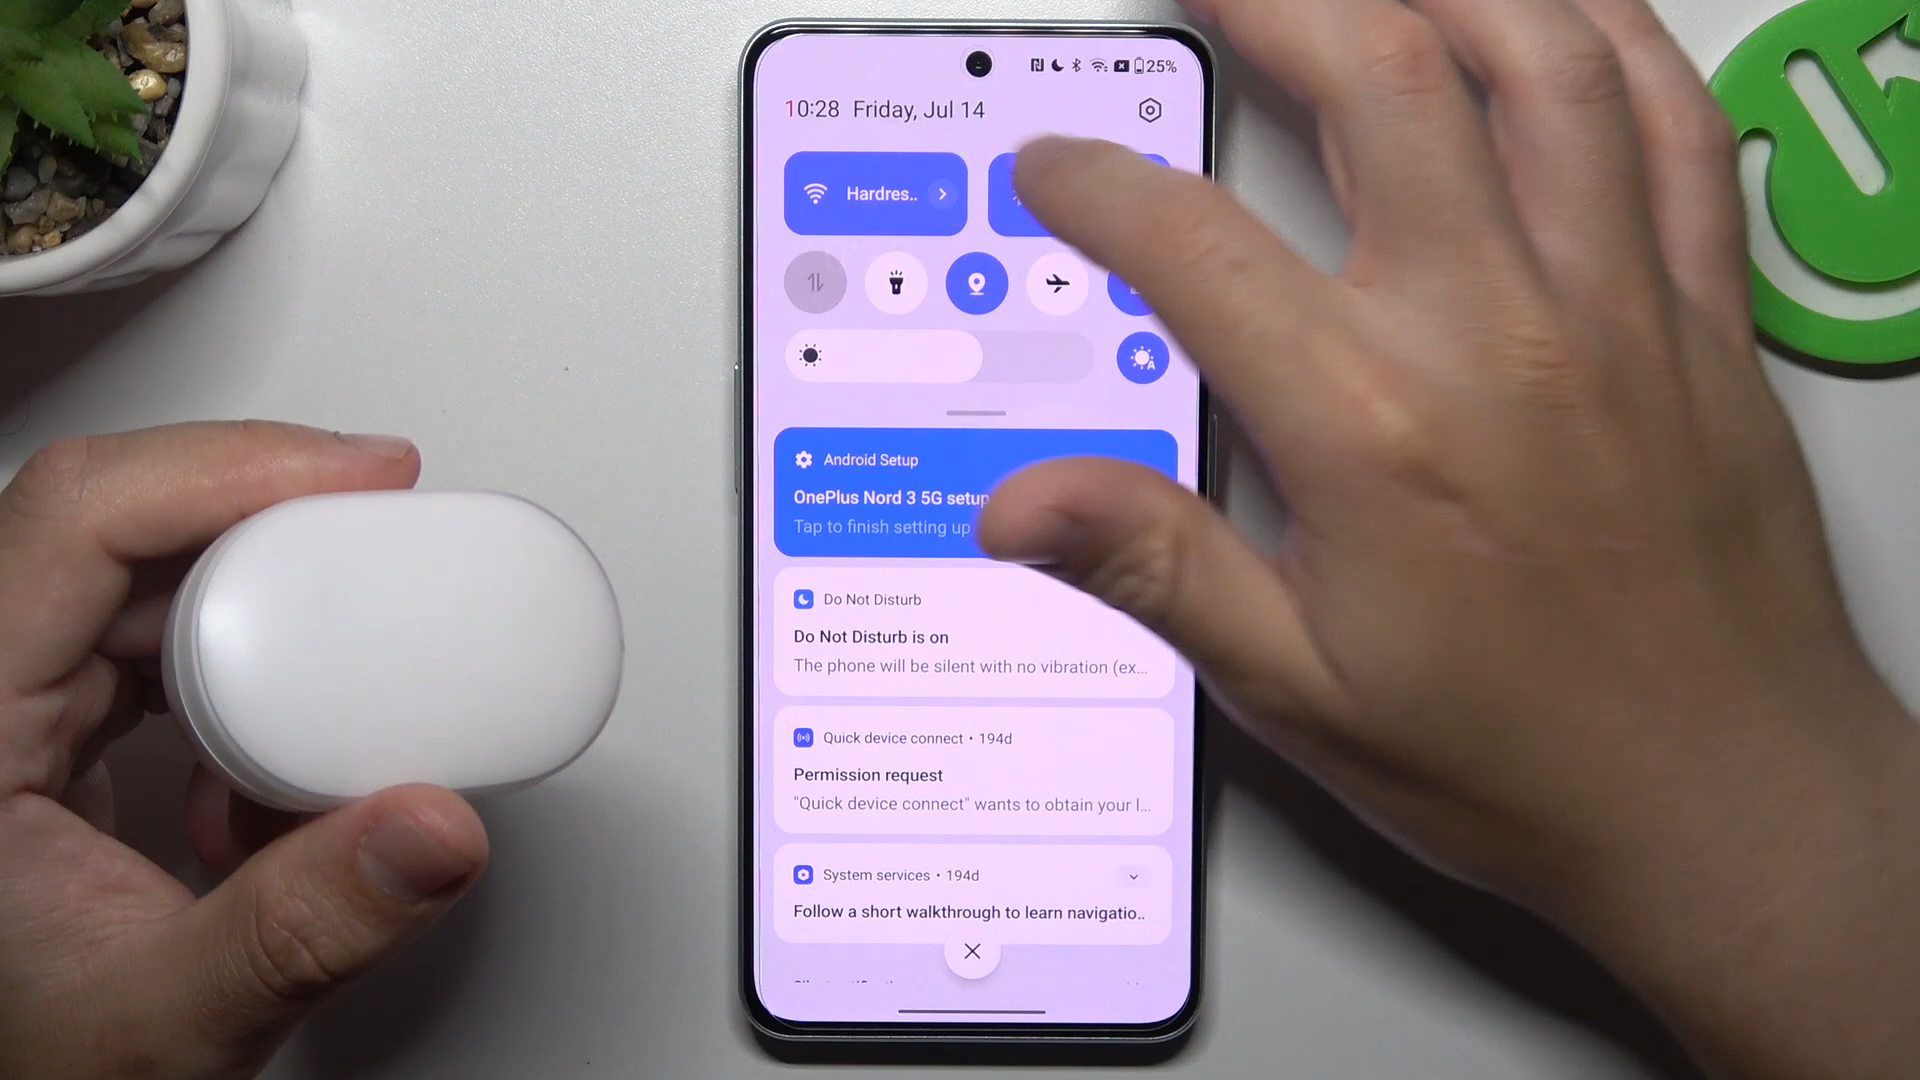 25%
10:28 Friday, Jul 14
Hardres..
Android Setup
OnePlus Nord 3 5G setup
Tap to finish setting up
Do Not Disturb
Do Not Disturb is on
The phone will be silent with no vibration (ex...
Quick device connect • 194d
Permission request
"Quick device connect" wants to obtain your l...
System services • 194d
Follow a short walkthrough to learn navigatio..